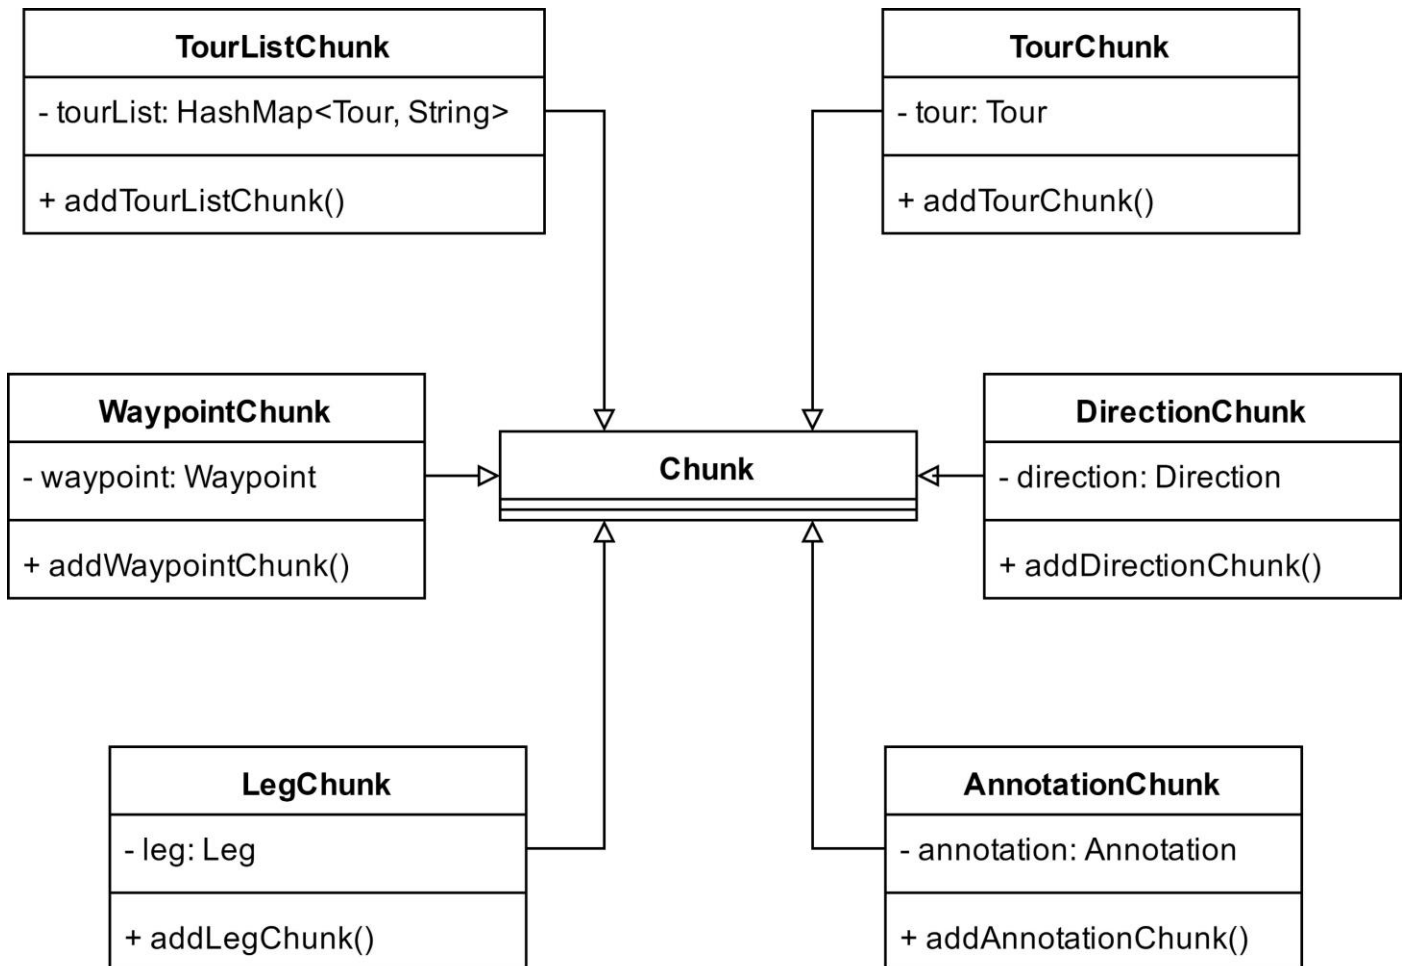 TourListChunk
- tourList: HashMap<Tour, String>
+ addTourListChunk()
TourChunk
- tour: Tour
+ addTourChunk()
WaypointChunk
- waypoint: Waypoint
+ addWaypointChunk()
Chunk
DirectionChunk
- direction: Direction
+ addDirectionChunk()
LegChunk
- leg: Leg
+ addLegChunk()
AnnotationChunk
- annotation: Annotation
+ addAnnotationChunk()